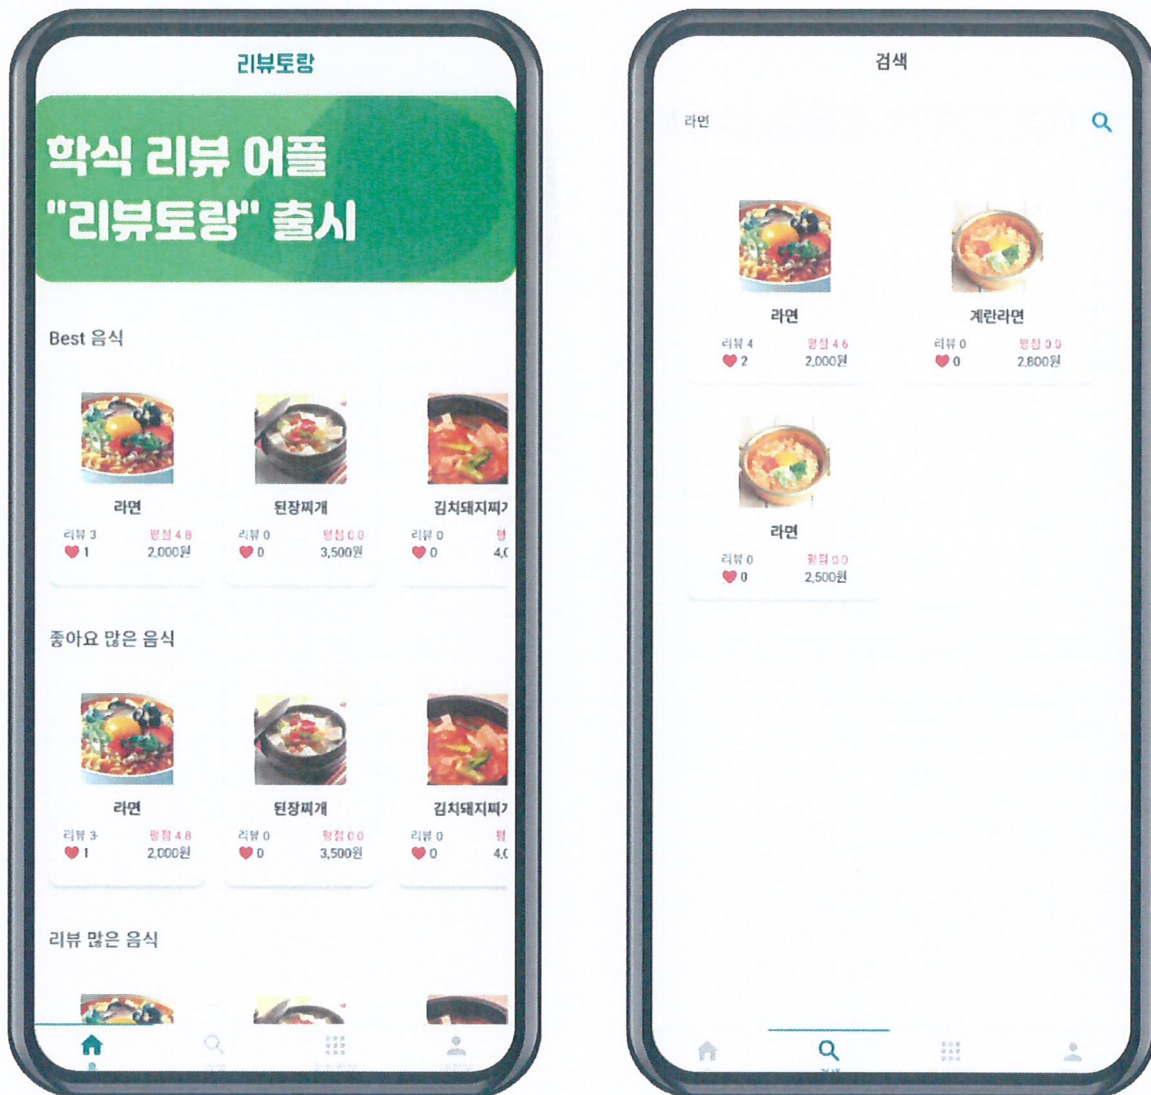 리뷰토랑
학식 리뷰 어플
"리뷰토랑" 출시
Best 음식
라면
리뷰 3 평점 4.8
1 2,000원
된장찌개
리뷰 0 평점 0.0
0 3,500원
김치돼지찌
리뷰 0
0 4,0
좋아요 많은 음식
라면
리뷰 3 평점 4.8
1 2,000원
된장찌개
리뷰 0 평점 0.0
0 3,500원
김치돼지찌
리뷰 0
0 4,0
리뷰 많은 음식
홈
검색
라면
라면
리뷰 4 평점 4.6
2 2,000원
계란라면
리뷰 0 평점 0.0
0 2,800원
라면
리뷰 0 평점 0.0
0 2,500원
검색